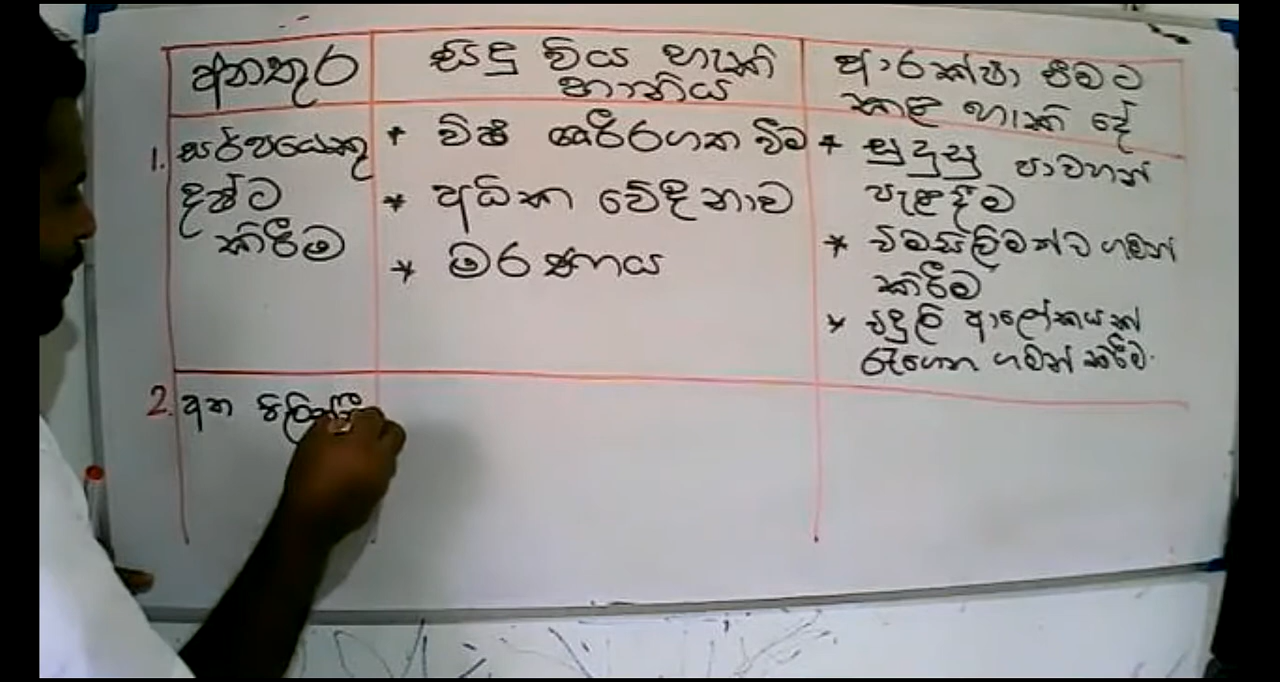 අනතුර
සිදු විය හැකි
හානිය
ආරක්ෂා වීමට
කළ හැකි දේ
1. සර්පයෙකු
දෂ්ට
කිරීම
* විෂ ශරීරගත වීම
* අධික වේදනාව
* මරණය
* සුදුසු පාවහන්
පැළඳීම
* විමසිලිමත්ව ගමන්
කිරීම
* විදුලි ආලෝකයක්
රැගෙන ගමන් කිරීම.
2. අත